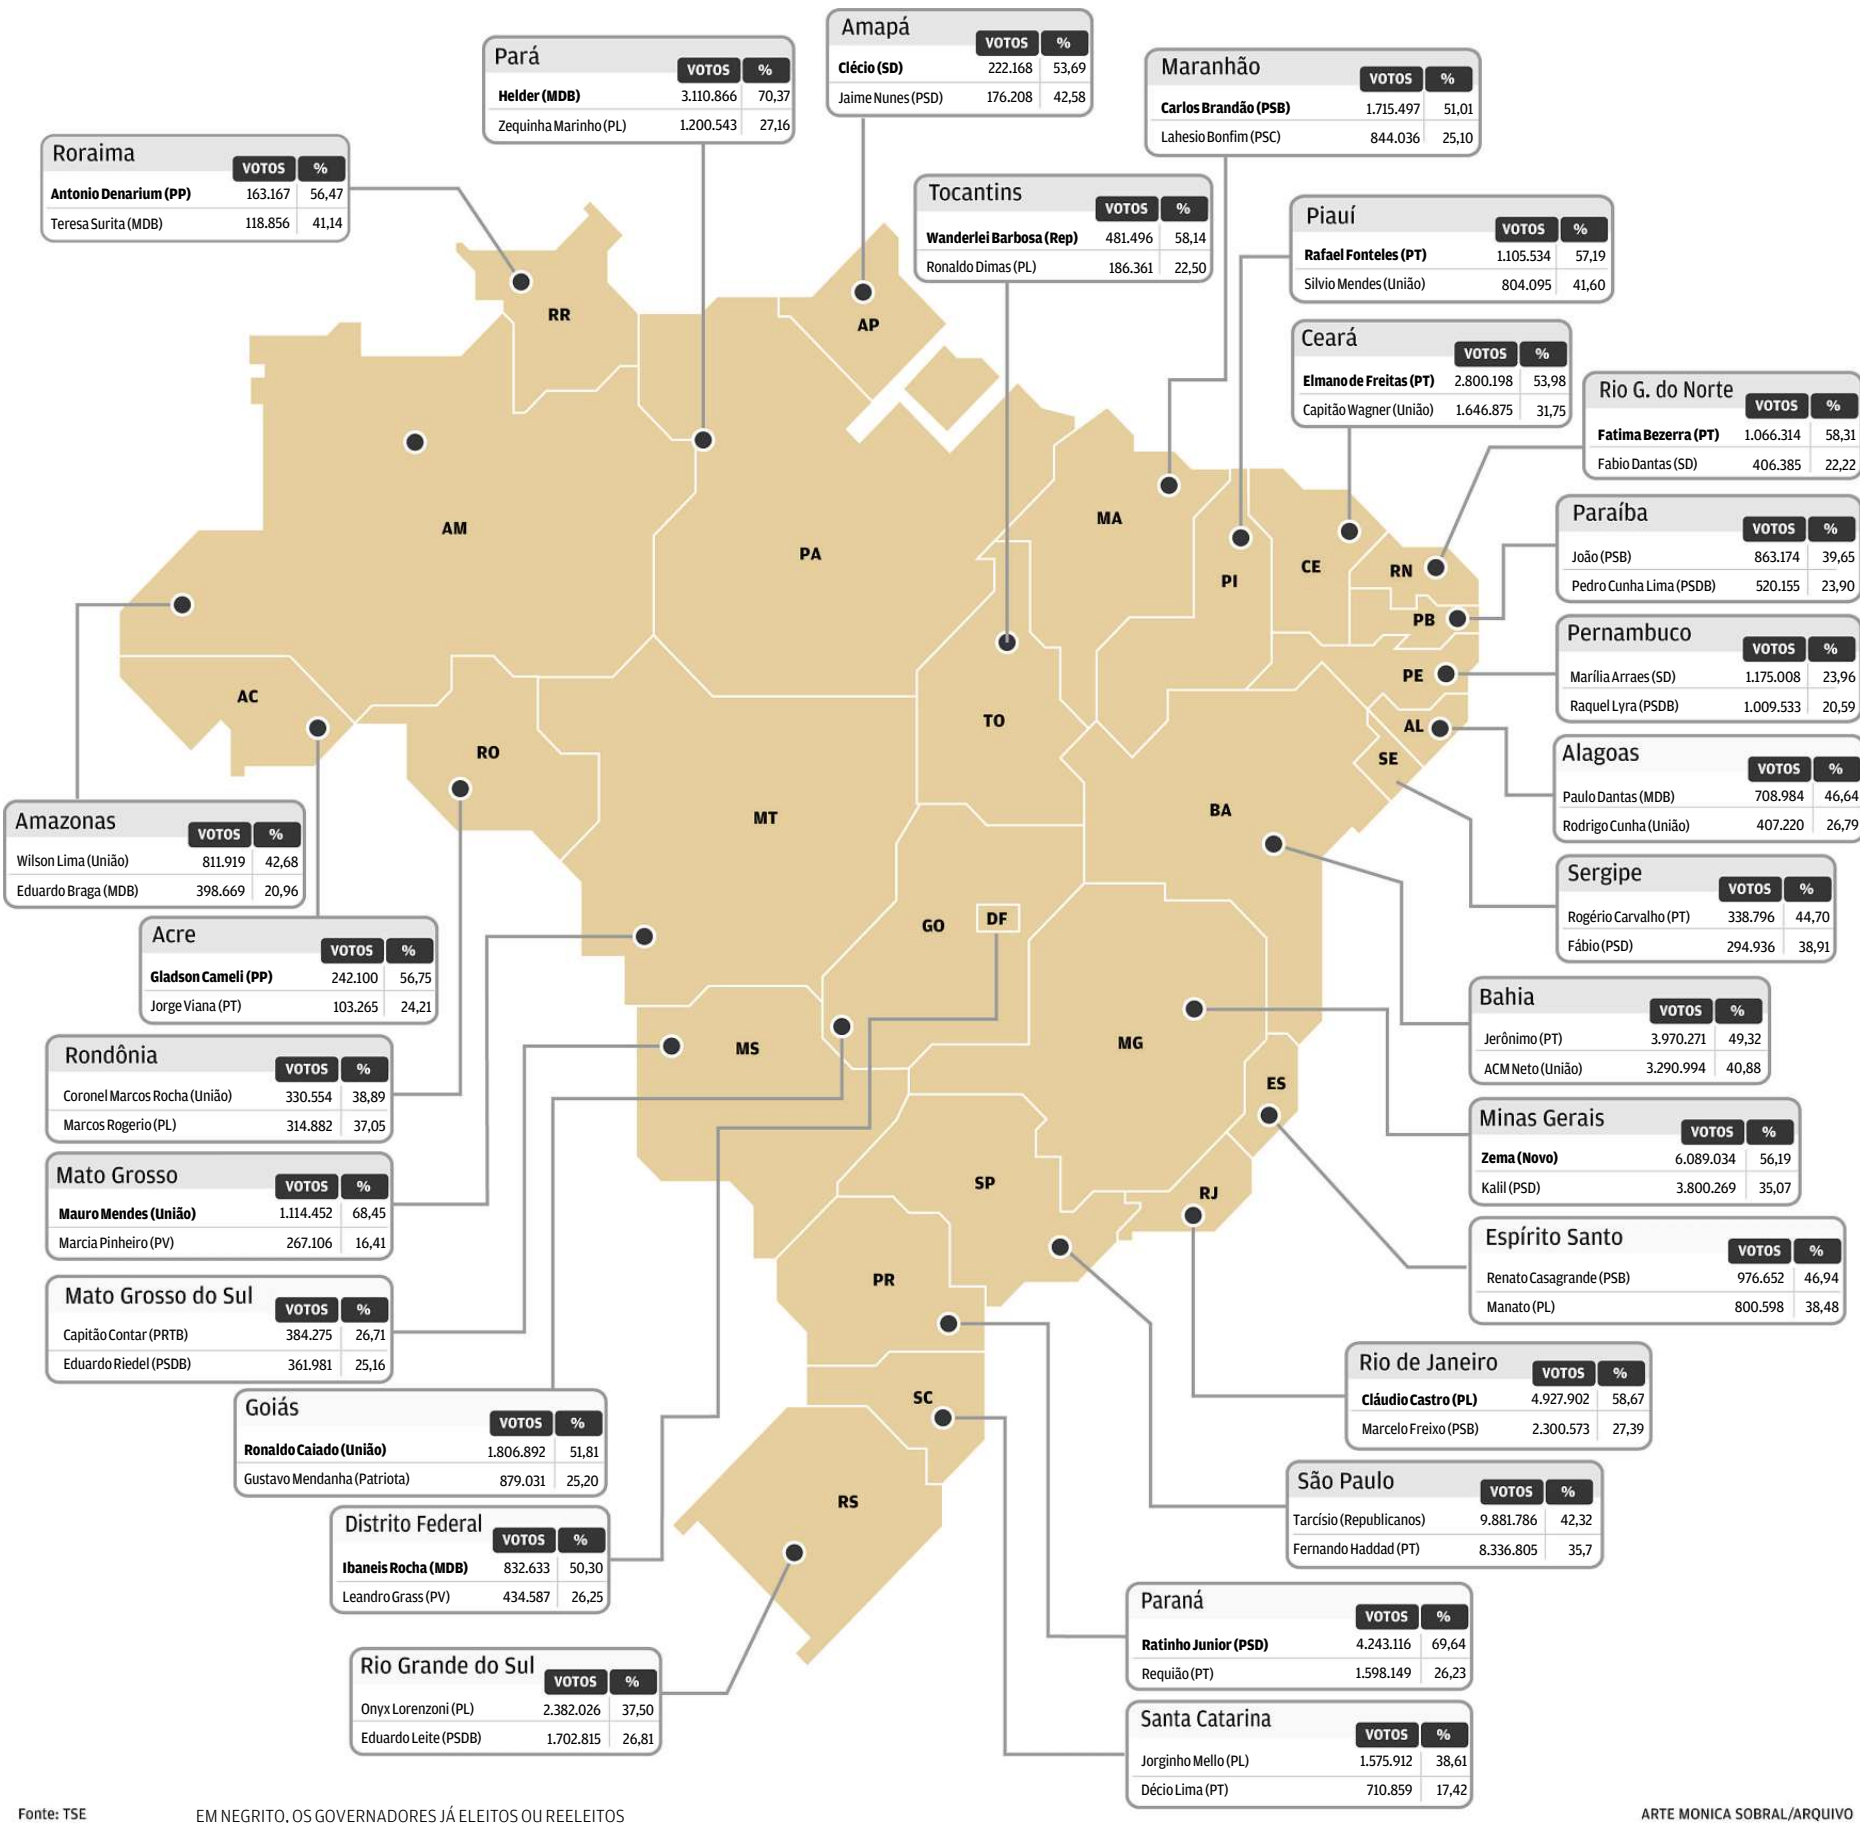 Amapá
VOTOS %
Clécio (SD) 222.168 53,69
Jaime Nunes (PSD) 176.208 42,58
Pará
VOTOS %
Helder (MDB) 3.110.866 70,37
Zequinha Marinho (PL) 1.200.543 27,16
Maranhão
VOTOS %
Carlos Brandão (PSB) 1.715.497 51,01
Lahesio Bonfim (PSC) 844.036 25,10
Roraima
VOTOS %
Antonio Denarium (PP) 163.167 56,47
Teresa Surita (MDB) 118.856 41,14
Tocantins
VOTOS %
Wanderlei Barbosa (Rep) 481.496 58,14
Ronaldo Dimas (PL) 186.361 22,50
Piauí
VOTOS %
Rafael Fonteles (PT) 1.105.534 57,19
Silvio Mendes (União) 804.095 41,60
Ceará
VOTOS %
Elmano de Freitas (PT) 2.800.198 53,98
Capitão Wagner (União) 1.646.875 31,75
Rio G. do Norte
VOTOS %
Fatima Bezerra (PT) 1.066.314 58,31
Fabio Dantas (SD) 406.385 22,22
Paraíba
VOTOS %
João (PSB) 863.174 39,65
Pedro Cunha Lima (PSDB) 520.155 23,90
Pernambuco
VOTOS %
Marília Arraes (SD) 1.175.008 23,96
Raquel Lyra (PSDB) 1.009.533 20,59
Alagoas
VOTOS %
Paulo Dantas (MDB) 708.984 46,64
Rodrigo Cunha (União) 407.220 26,79
Sergipe
VOTOS %
Rogério Carvalho (PT) 338.796 44,70
Fábio (PSD) 294.936 38,91
Bahia
VOTOS %
Jerônimo (PT) 3.970.271 49,32
ACM Neto (União) 3.290.994 40,88
Minas Gerais
VOTOS %
Zema (Novo) 6.089.034 56,19
Kalil (PSD) 3.800.269 35,07
Espírito Santo
VOTOS %
Renato Casagrande (PSB) 976.652 46,94
Manato (PL) 800.598 38,48
Rio de Janeiro
VOTOS %
Cláudio Castro (PL) 4.927.902 58,67
Marcelo Freixo (PSB) 2.300.573 27,39
São Paulo
VOTOS %
Tarcísio (Republicanos) 9.881.786 42,32
Fernando Haddad (PT) 8.336.805 35,7
Paraná
VOTOS %
Ratinho Junior (PSD) 4.243.116 69,64
Requião (PT) 1.598.149 26,23
Santa Catarina
VOTOS %
Jorginho Mello (PL) 1.575.912 38,61
Décio Lima (PT) 710.859 17,42
Amazonas
VOTOS %
Wilson Lima (União) 811.919 42,68
Eduardo Braga (MDB) 398.669 20,96
Acre
VOTOS %
Gladson Cameli (PP) 242.100 56,75
Jorge Viana (PT) 103.265 24,21
Rondônia
VOTOS %
Coronel Marcos Rocha (União) 330.554 38,89
Marcos Rogerio (PL) 314.882 37,05
Mato Grosso
VOTOS %
Mauro Mendes (União) 1.114.452 68,45
Marcia Pinheiro (PV) 267.106 16,41
Mato Grosso do Sul
VOTOS %
Capitão Contar (PRTB) 384.275 26,71
Eduardo Riedel (PSDB) 361.981 25,16
Goiás
VOTOS %
Ronaldo Caiado (União) 1.806.892 51,81
Gustavo Mendanha (Patriota) 879.031 25,20
Distrito Federal
VOTOS %
Ibaneis Rocha (MDB) 832.633 50,30
Leandro Grass (PV) 434.587 26,25
Rio Grande do Sul
VOTOS %
Onyx Lorenzoni (PL) 2.382.026 37,50
Eduardo Leite (PSDB) 1.702.815 26,81
RR
AP
AM
PA
MA
PI
CE
RN
PB
PE
AL
SE
AC
RO
TO
MT
BA
GO
DF
MG
MS
ES
SP
RJ
PR
SC
RS
Fonte: TSE
EM NEGRITO, OS GOVERNADORES JÁ ELEITOS OU REELEITOS
ARTE MONICA SOBRAL/ARQUIVO